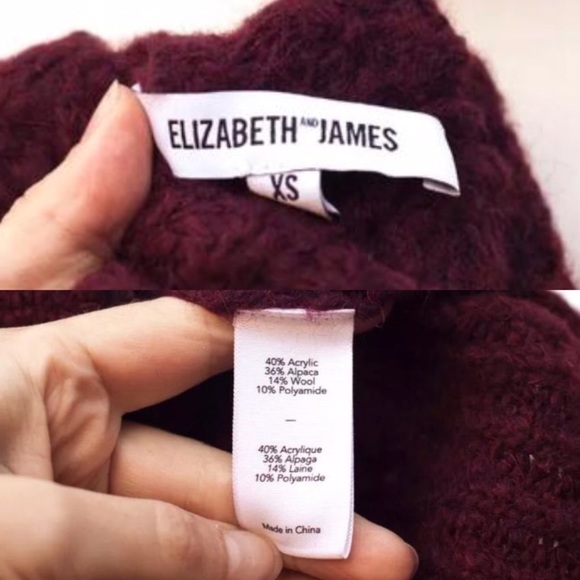 ELIZABETH AND JAMES
XS
40% Acrylic
36% Alpaca
14% Wool
10% Polyamide
—
40% Acrylique
36% Alpaga
14% Laine
10% Polyamide
Made in China